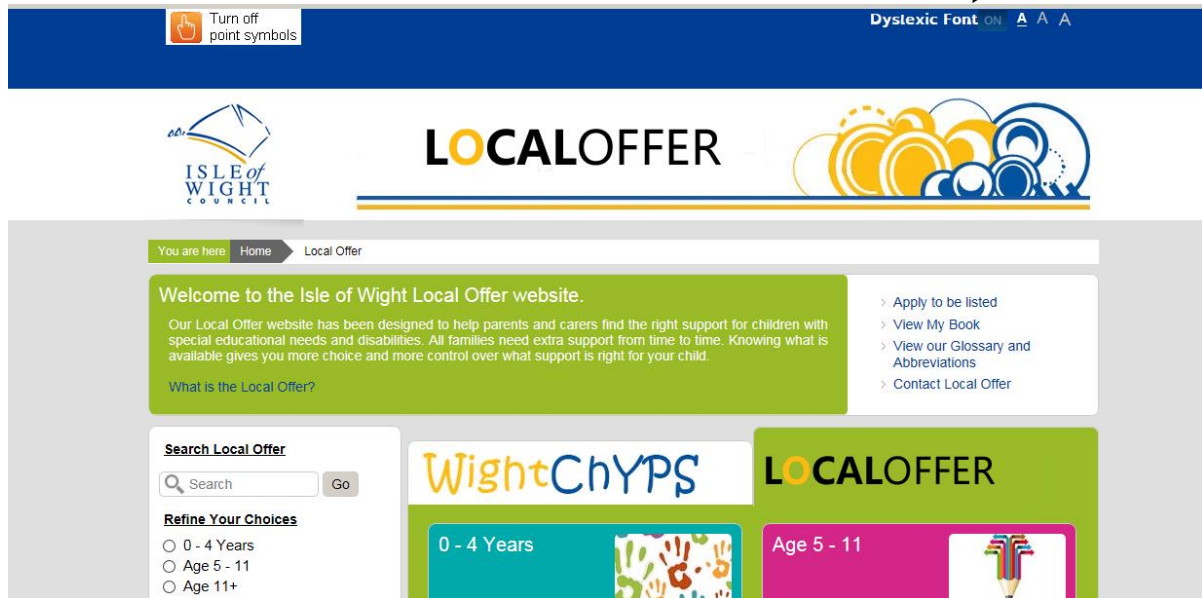 Turn off
point symbols
Dyslexic Font ON A A A
ISLE of
WIGHT
COUNCIL
LOCALOFFER
You are here Home Local Offer
Welcome to the Isle of Wight Local Offer website.
Our Local Offer website has been designed to help parents and carers find the right support for children with
special educational needs and disabilities. All families need extra support from time to time. Knowing what is
available gives you more choice and more control over what support is right for your child.
What is the Local Offer?
> Apply to be listed
> View My Book
> View our Glossary and
Abbreviations
> Contact Local Offer
Search Local Offer
Search Go
Refine Your Choices
0 - 4 Years
Age 5 - 11
Age 11+
WightChYPS
LOCALOFFER
0 - 4 Years
Age 5 - 11